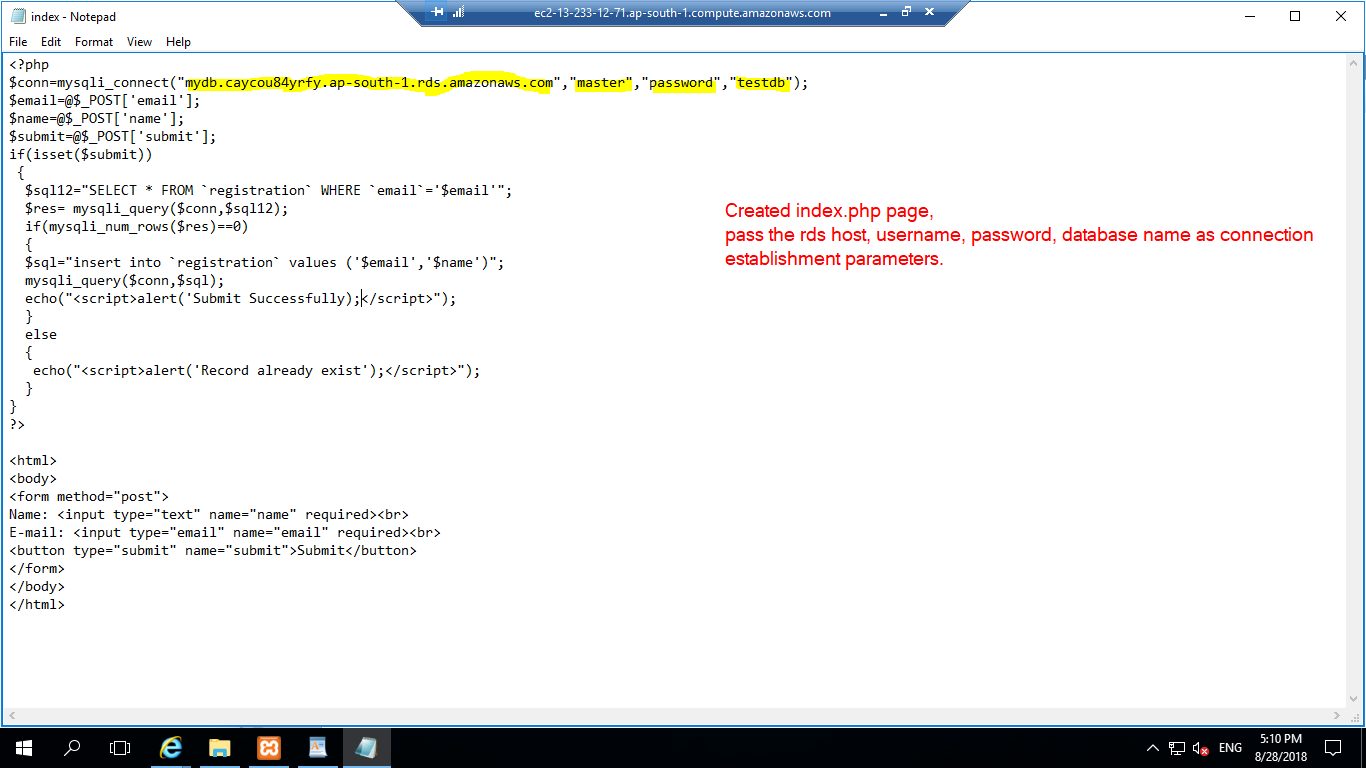 index - Notepad
ec2-13-233-12-71.ap-south-1.compute.amazonaws.com
File Edit Format View Help
<?php
$conn=mysqli_connect("mydb.caycou84yrfy.ap-south-1.rds.amazonaws.com","master","password","testdb");
$email=@$_POST['email'];
$name=@$_POST['name'];
$submit=@$_POST['submit'];
if(isset($submit))
{
$sql12="SELECT * FROM `registration` WHERE `email`='$email'";
$res= mysqli_query($conn,$sql12);
if(mysqli_num_rows($res)==0)
{
$sql="insert into `registration` values ('$email','$name')";
mysqli_query($conn,$sql);
echo("<script>alert('Submit Successfully);</script>");
}
else
{
echo("<script>alert('Record already exist');</script>");
}
}
?>
<html>
<body>
<form method="post">
Name: <input type="text" name="name" required><br>
E-mail: <input type="email" name="email" required><br>
<button type="submit" name="submit">Submit</button>
</form>
</body>
</html>
Created index.php page,
pass the rds host, username, password, database name as connection
establishment parameters.
ENG
5:10 PM
8/28/2018